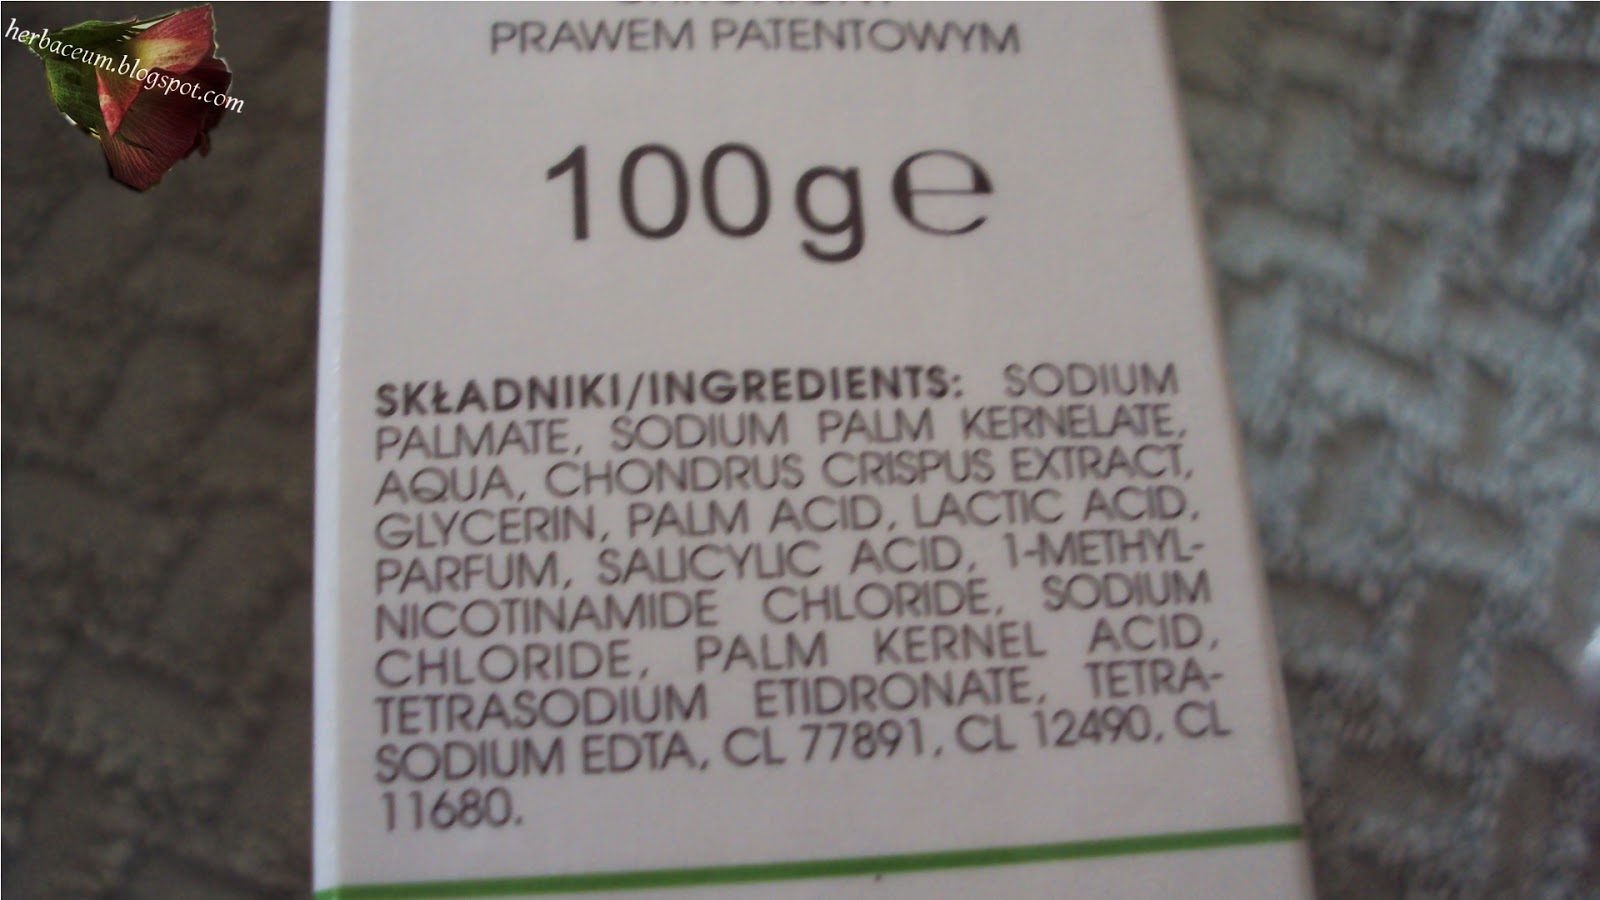 herbaceum.blogspot.com
PRAWEM PATENTOWYM
100 g e
SKŁADNIKI/INGREDIENTS: SODIUM
PALMATE, SODIUM PALM KERNELATE,
AQUA, CHONDRUS CRISPUS EXTRACT,
GLYCERIN, PALM ACID, LACTIC ACID,
PARFUM, SALICYLIC ACID, 1-METHYL-
NICOTINAMIDE CHLORIDE, SODIUM
CHLORIDE, PALM KERNEL ACID,
TETRASODIUM ETIDRONATE, TETRA-
SODIUM EDTA, CL 77891, CL 12490, CL
11680.